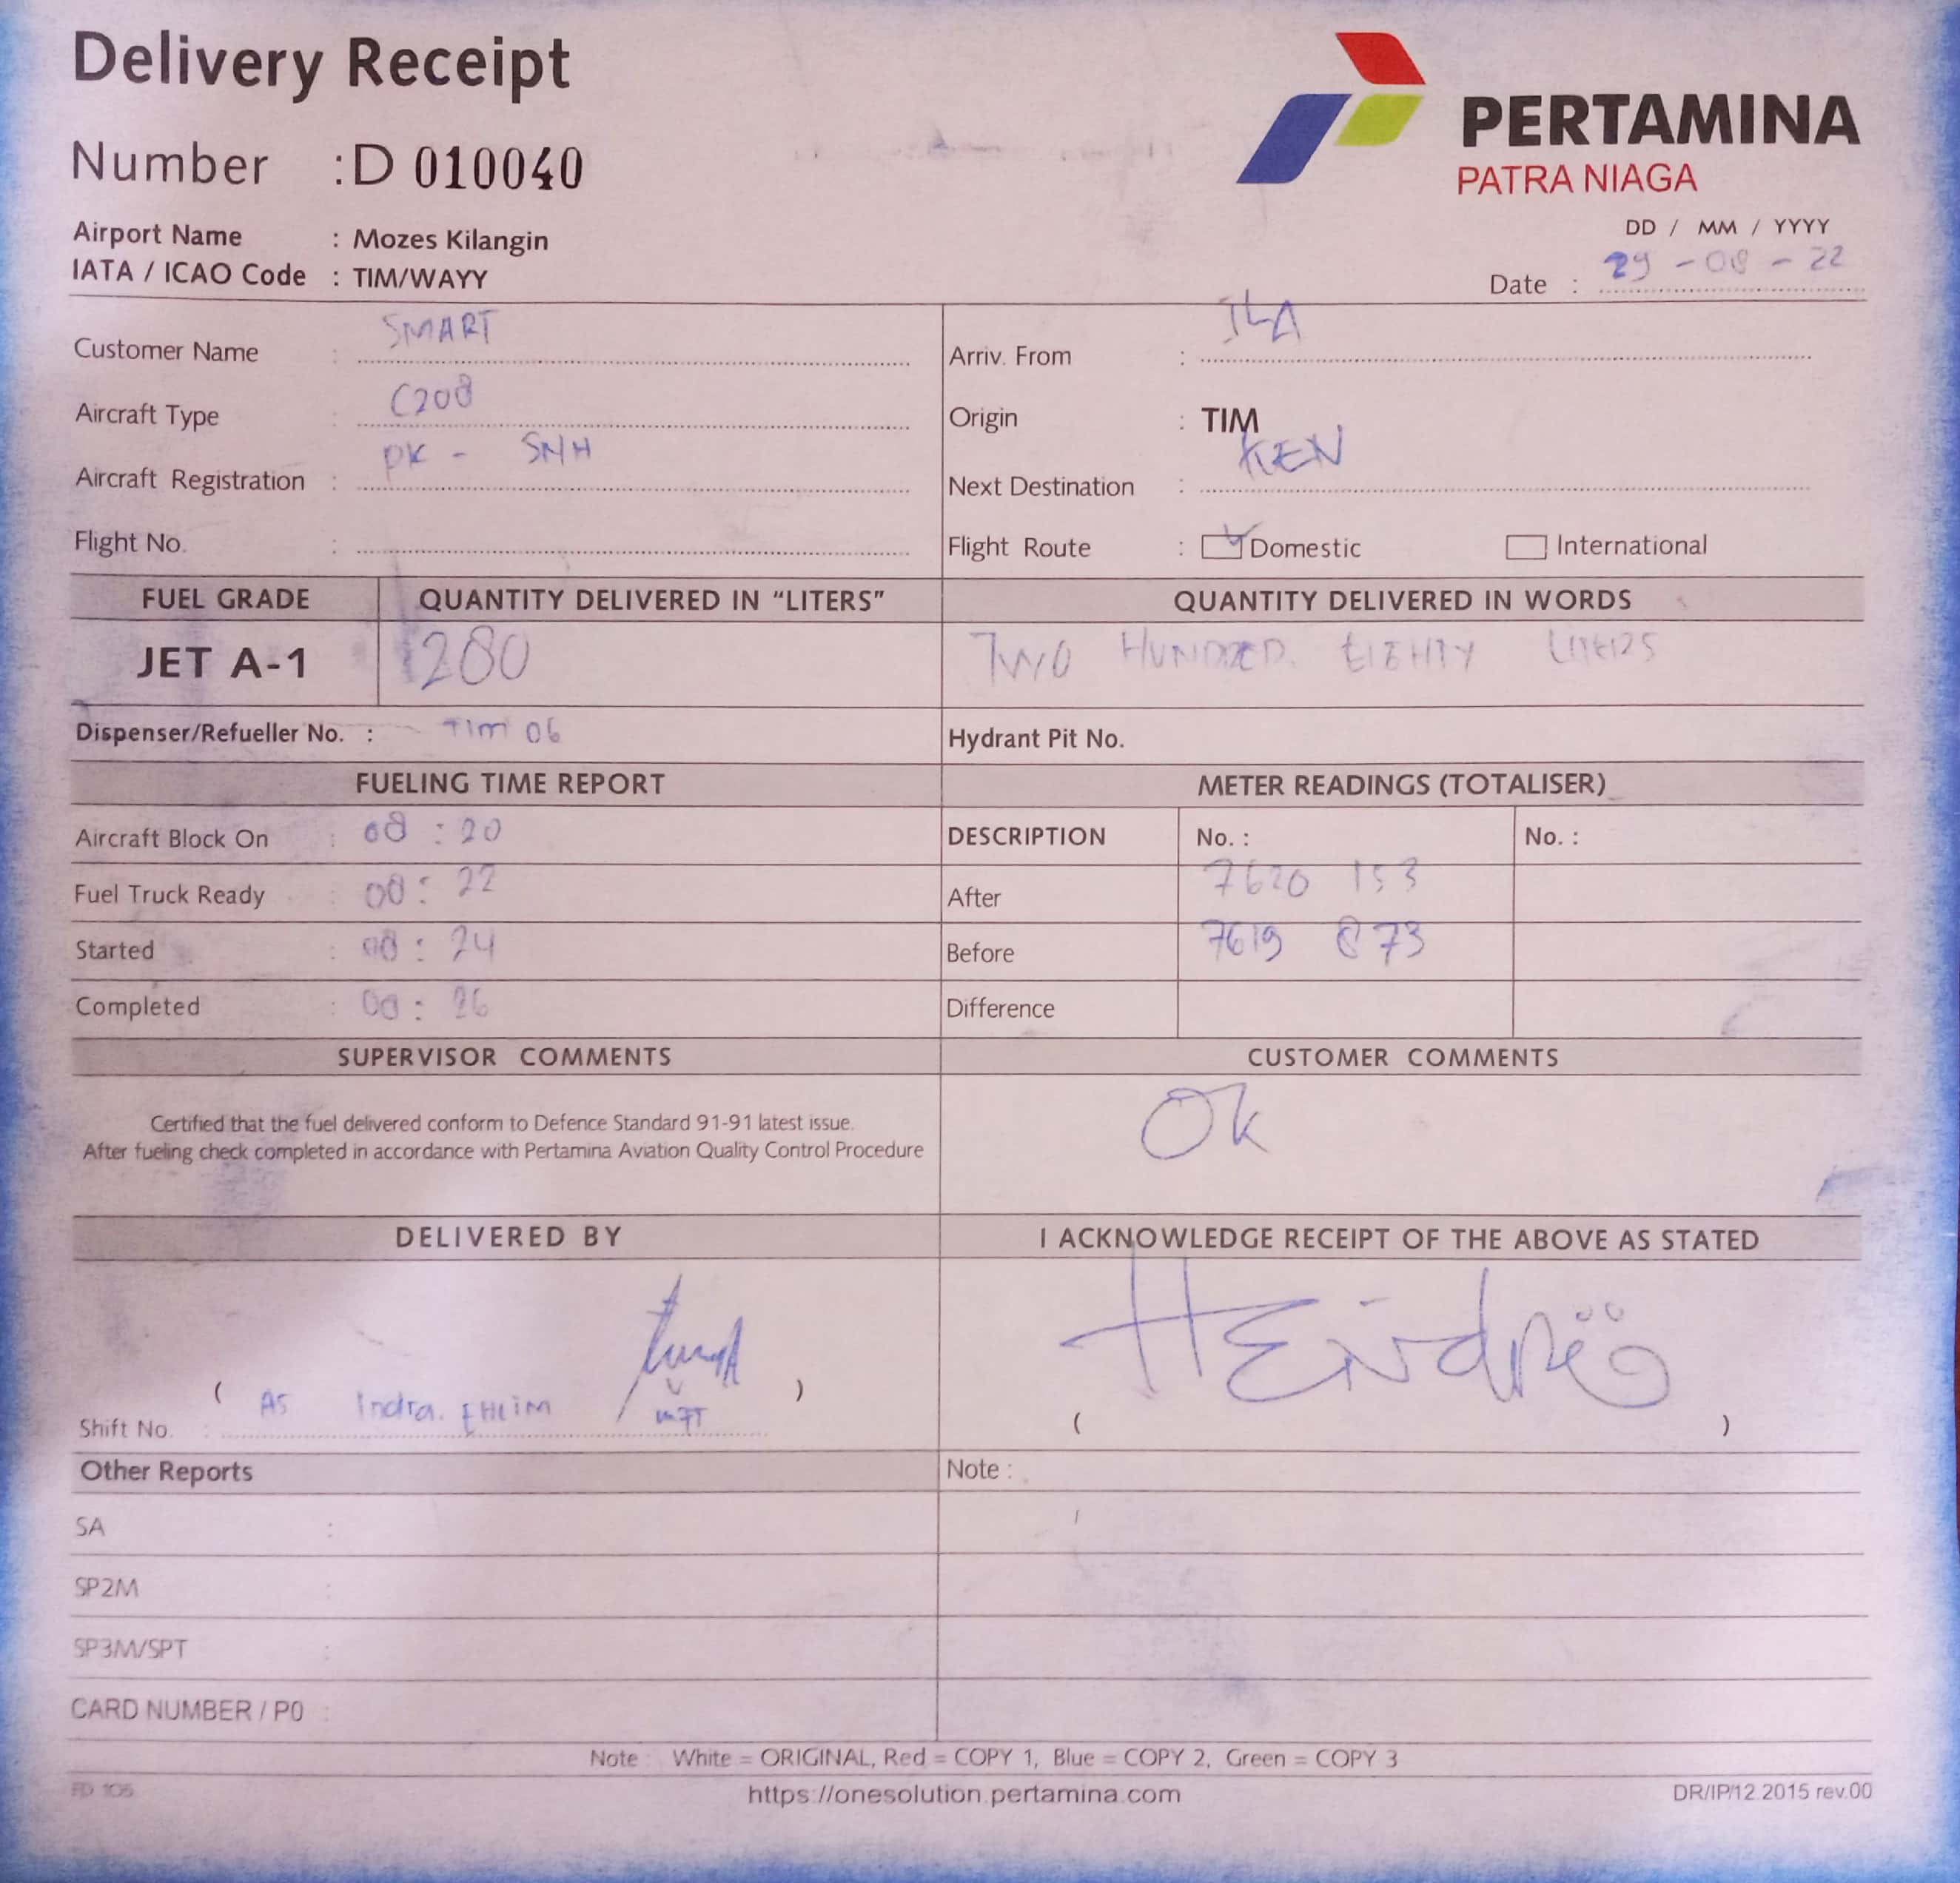 Delivery Receipt
Number : D 010040
PERTAMINA
PATRA NIAGA
Airport Name : Mozes Kilangin
IATA / ICAO Code : TIM/WAYY
DD / MM / YYYY
Date : 29 - 08 - 22
Customer Name : SMART
Aircraft Type : C208
Aircraft Registration : PK - SNH
Flight No. :
Arriv. From : ILA
Origin : TIM
Next Destination : KEN
Flight Route : Domestic International
FUEL GRADE QUANTITY DELIVERED IN “LITERS” QUANTITY DELIVERED IN WORDS
JET A-1 280 TWO HUNDRED EIGHTY LITERS
Dispenser/Refueller No. : TIM 06 Hydrant Pit No.
FUELING TIME REPORT METER READINGS (TOTALISER)
Aircraft Block On : 08 : 20 DESCRIPTION No. : No. :
Fuel Truck Ready : 08 : 22 After 7620 153
Started : 08 : 24 Before 7619 873
Completed : 08 : 26 Difference
SUPERVISOR COMMENTS CUSTOMER COMMENTS
Certified that the fuel delivered conform to Defence Standard 91-91 latest issue.
After fueling check completed in accordance with Pertamina Aviation Quality Control Procedure
Ok
DELIVERED BY I ACKNOWLEDGE RECEIPT OF THE ABOVE AS STATED
( AS Indra. )
Shift No. :
( )
Other Reports Note :
SA :
SP2M :
SP3M/SPT :
CARD NUMBER / P0 :
Note : White = ORIGINAL, Red = COPY 1, Blue = COPY 2, Green = COPY 3
FD 105 https://onesolution.pertamina.com DR/IP/12.2015 rev.00